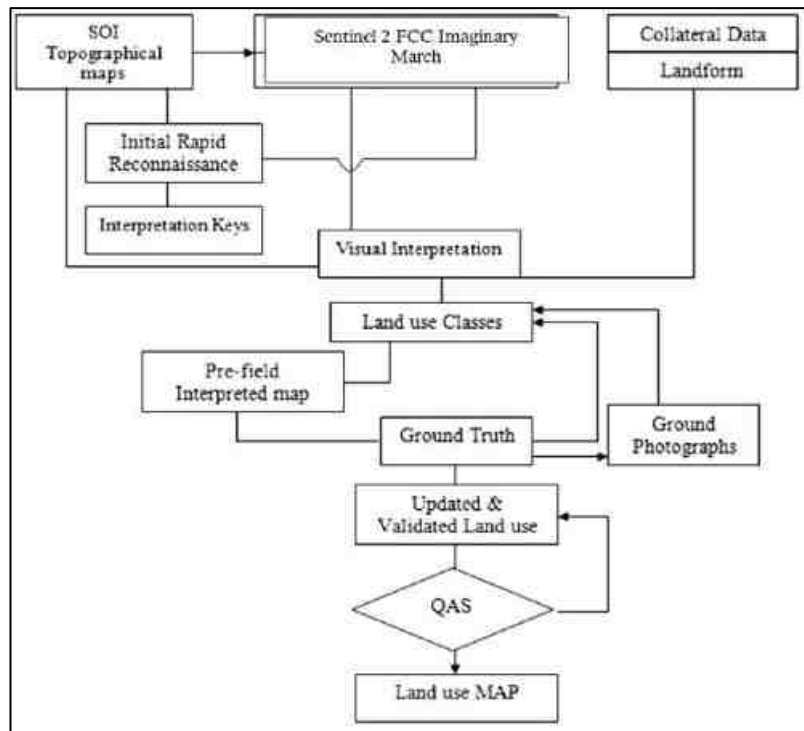 SOI
Topographical
maps
Sentinel 2 FCC Imaginary
March
Collateral Data
Landform
Initial Rapid
Reconnaissance
Interpretation Keys
Visual Interpretation
Land use Classes
Pre-field
Interpreted map
Ground Truth
Ground
Photographs
Updated &
Validated Land use
QAS
Land use MAP